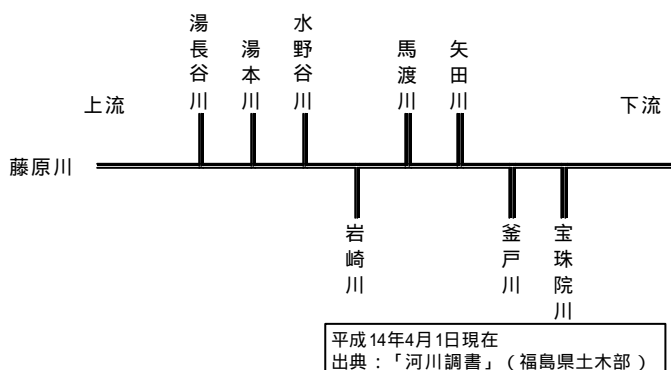 湯長谷川
湯本川
水野谷川
馬渡川
矢田川
上流
下流
藤原川
岩崎川
釜戸川
宝珠院川
平成14年4月1日現在
出典:「河川調書」(福島県土木部)